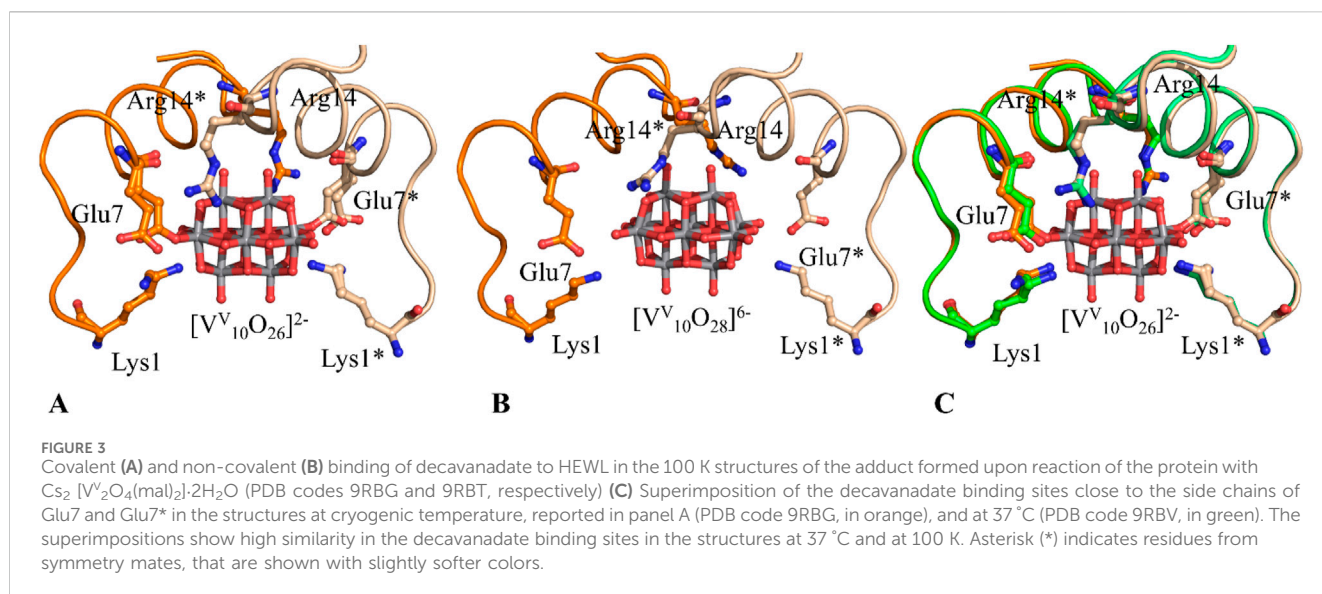 Arg14* Arg14
Glu7 Glu7*
[Vⱽ₁₀O₂₆]²⁻
Lys1 Lys1*
A
Arg14* Arg14
Glu7 Glu7*
[Vⱽ₁₀O₂₈]⁶⁻
Lys1 Lys1*
B
Arg14* Arg14
Glu7 Glu7*
[Vⱽ₁₀O₂₆]²⁻
Lys1 Lys1*
C
FIGURE 3
Covalent (A) and non-covalent (B) binding of decavanadate to HEWL in the 100 K structures of the adduct formed upon reaction of the protein with
Cs₂ [Vⱽ₂O₄(mal)₂]·2H₂O (PDB codes 9RBG and 9RBT, respectively) (C) Superimposition of the decavanadate binding sites close to the side chains of
Glu7 and Glu7* in the structures at cryogenic temperature, reported in panel A (PDB code 9RBG, in orange), and at 37 °C (PDB code 9RBV, in green). The
superimpositions show high similarity in the decavanadate binding sites in the structures at 37 °C and at 100 K. Asterisk (*) indicates residues from
symmetry mates, that are shown with slightly softer colors.